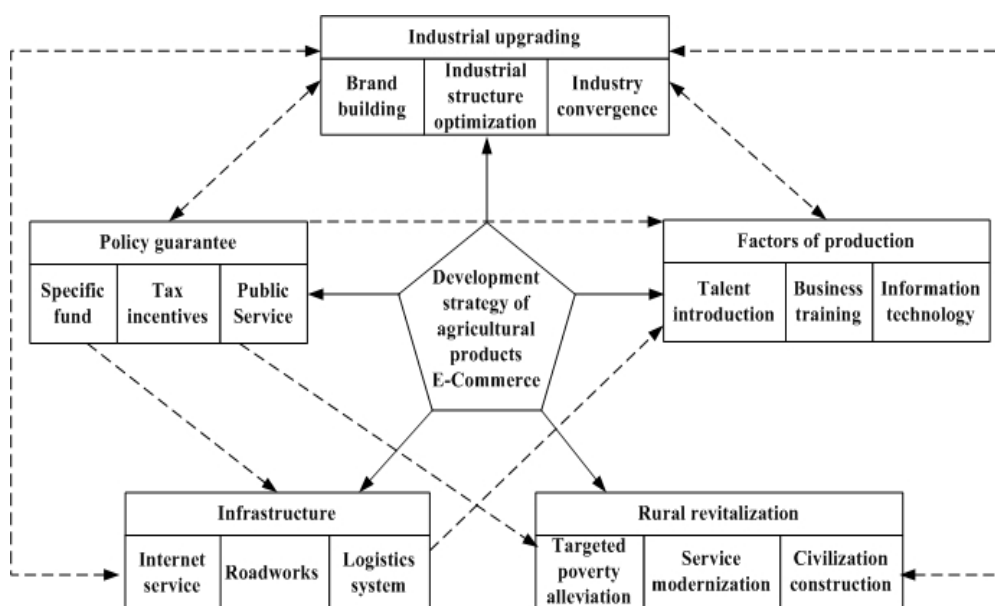 Industrial upgrading
Brand
building
Industrial
structure
optimization
Industry
convergence
Policy guarantee
Specific
fund
Tax
incentives
Public
Service
Development
strategy of
agricultural
products
E-Commerce
Factors of production
Talent
introduction
Business
training
Information
technology
Infrastructure
Internet
service
Roadworks
Logistics
system
Rural revitalization
Targeted
poverty
alleviation
Service
modernization
Civilization
construction